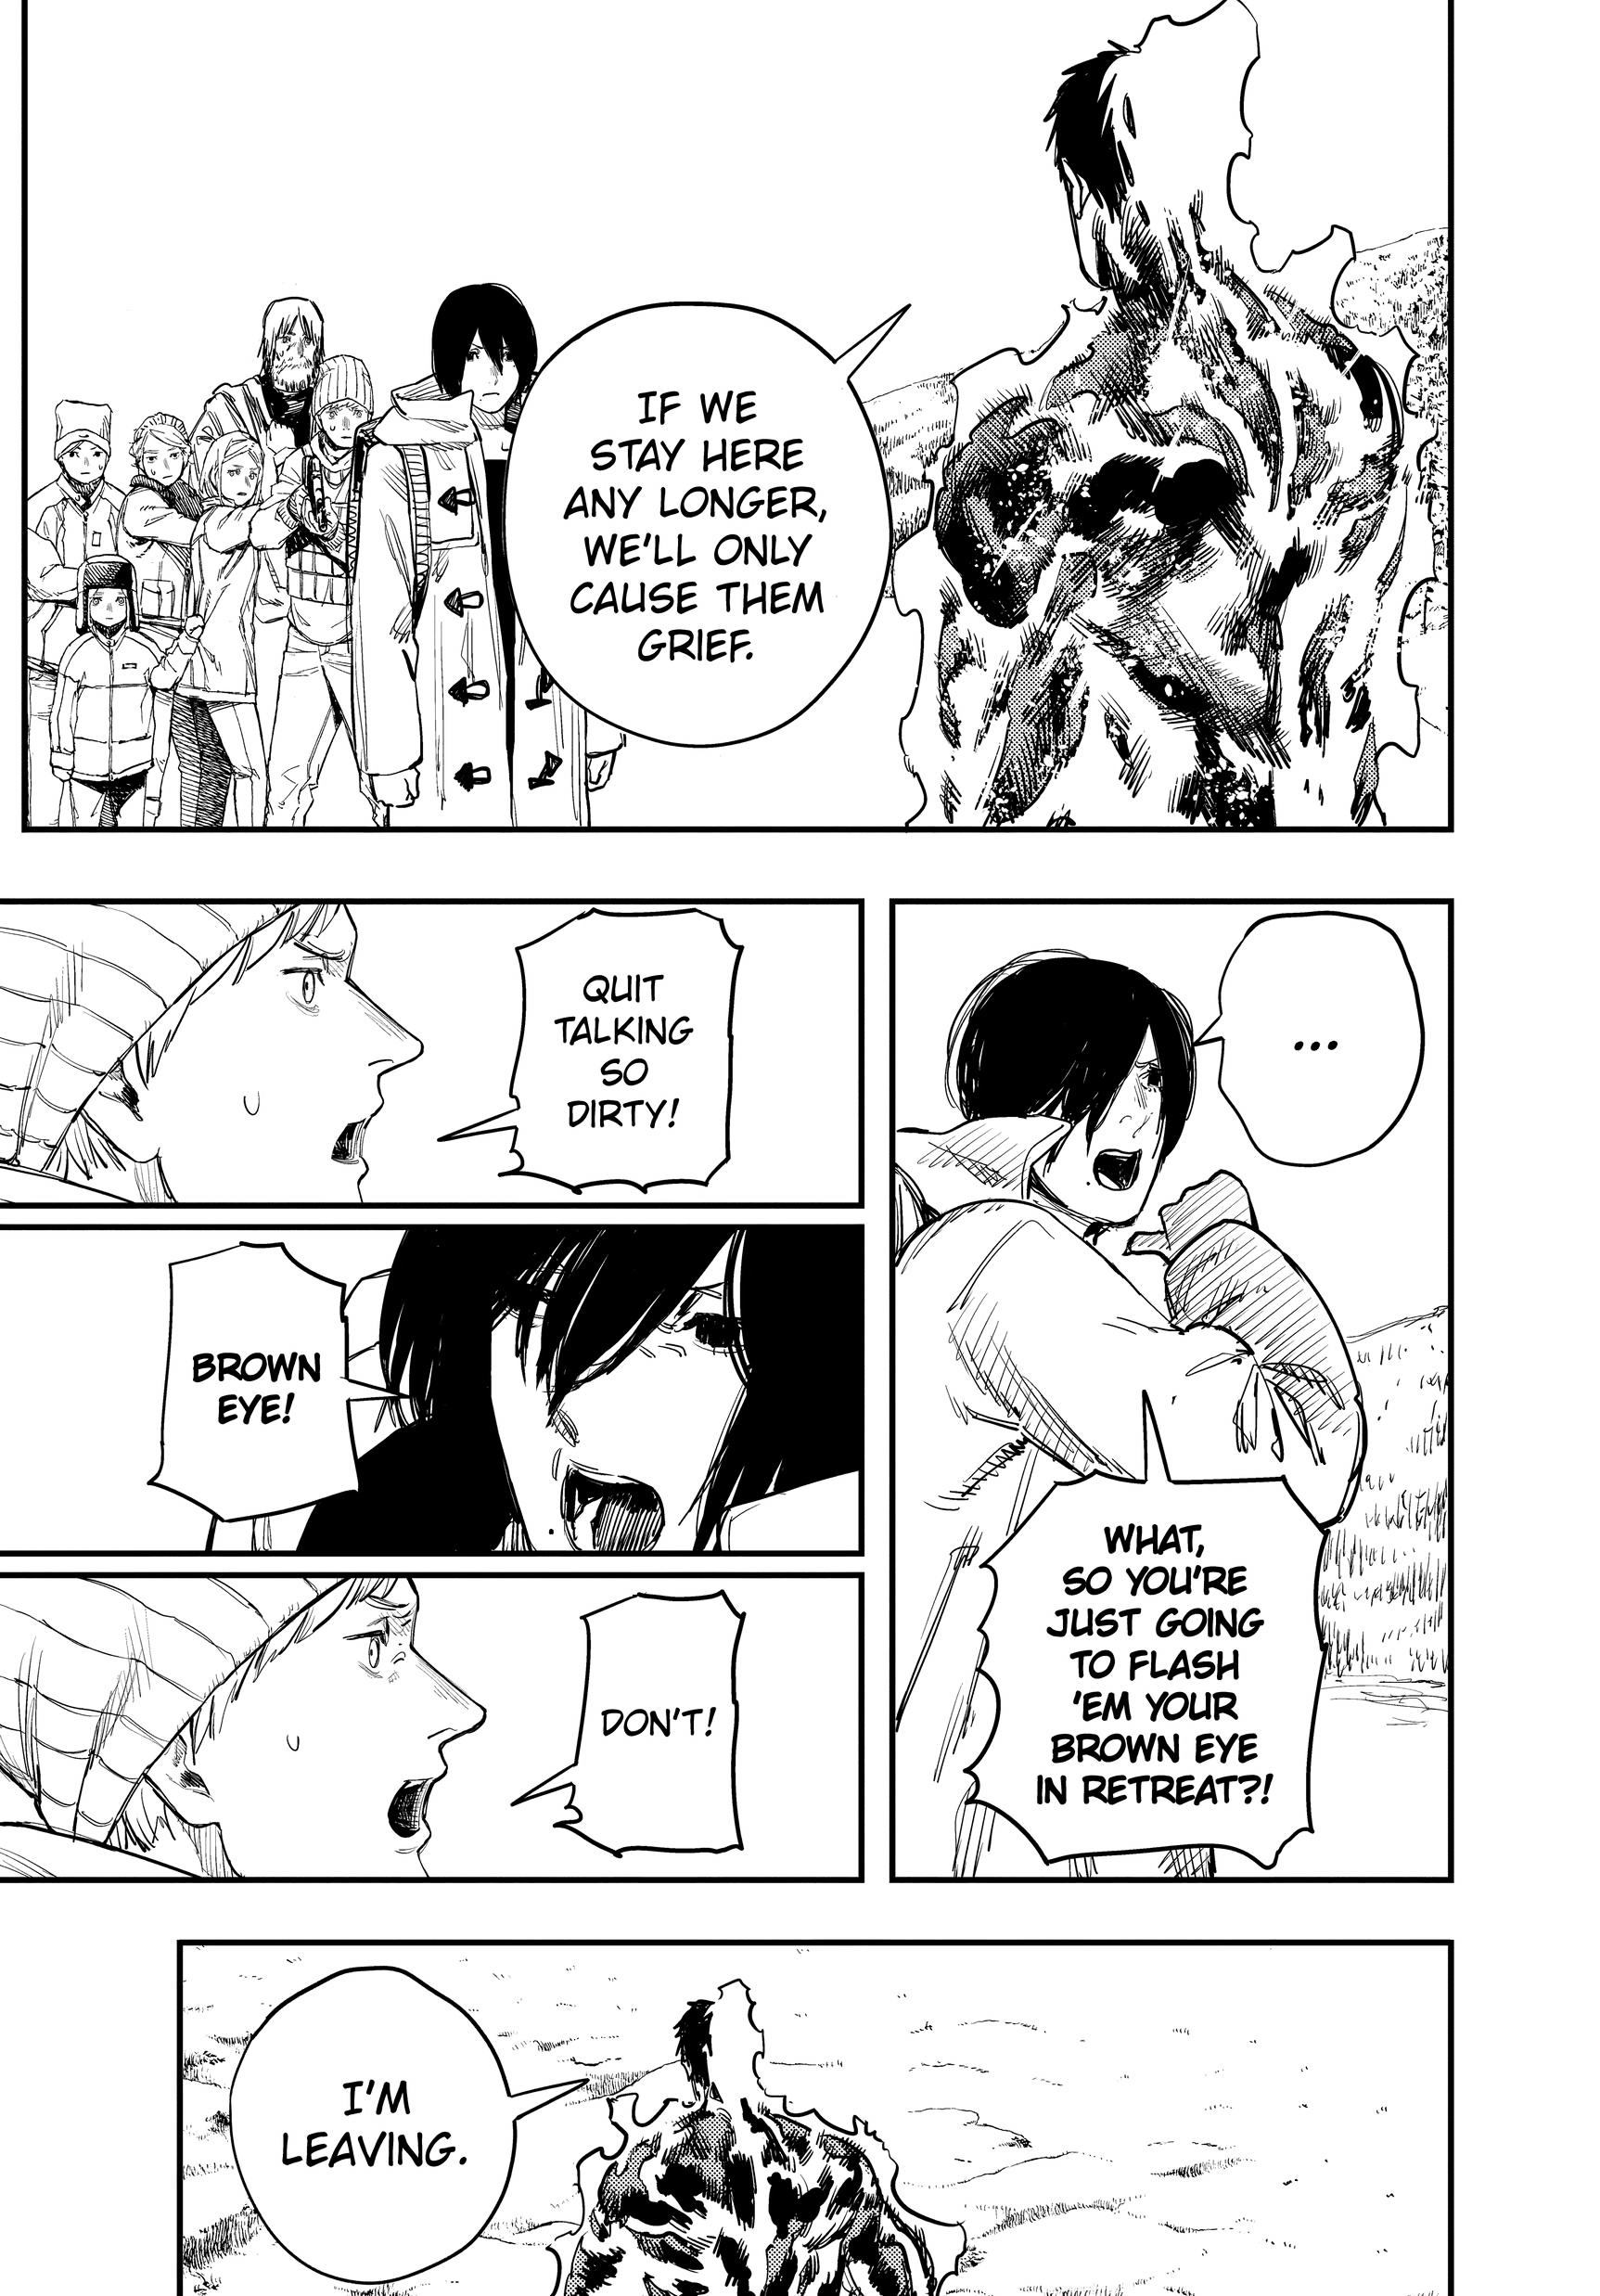 IF WE
STAY HERE
ANY LONGER,
WE'LL ONLY
CAUSE THEM
GRIEF.
...
WHAT,
SO YOU'RE
JUST GOING
TO FLASH
'EM YOUR
BROWN EYE
IN RETREAT?!
QUIT
TALKING
SO
DIRTY!
BROWN
EYE!
DON'T!
I'M
LEAVING.